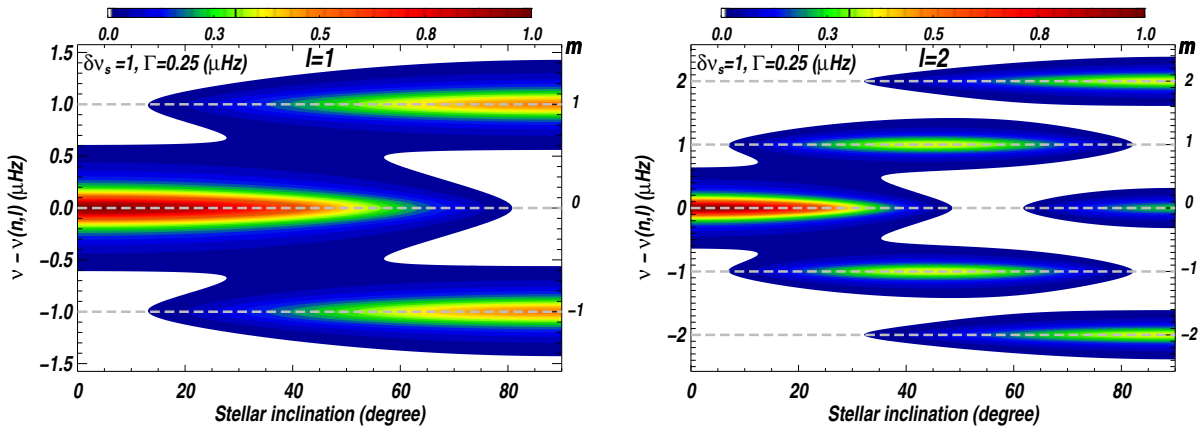 0.0 0.3 0.5 0.8 1.0
m
δνs =1, Γ=0.25 (μHz)
l=1
1.5
1.0
0.5
0.0
−0.5
−1.0
−1.5
1
0
−1
ν − ν(n,l) (μHz)
0 20 40 60 80
Stellar inclination (degree)
0.0 0.3 0.5 0.8 1.0
m
δνs =1, Γ=0.25 (μHz)
l=2
2
1
0
−1
−2
2
1
0
−1
−2
ν − ν(n,l) (μHz)
0 20 40 60 80
Stellar inclination (degree)